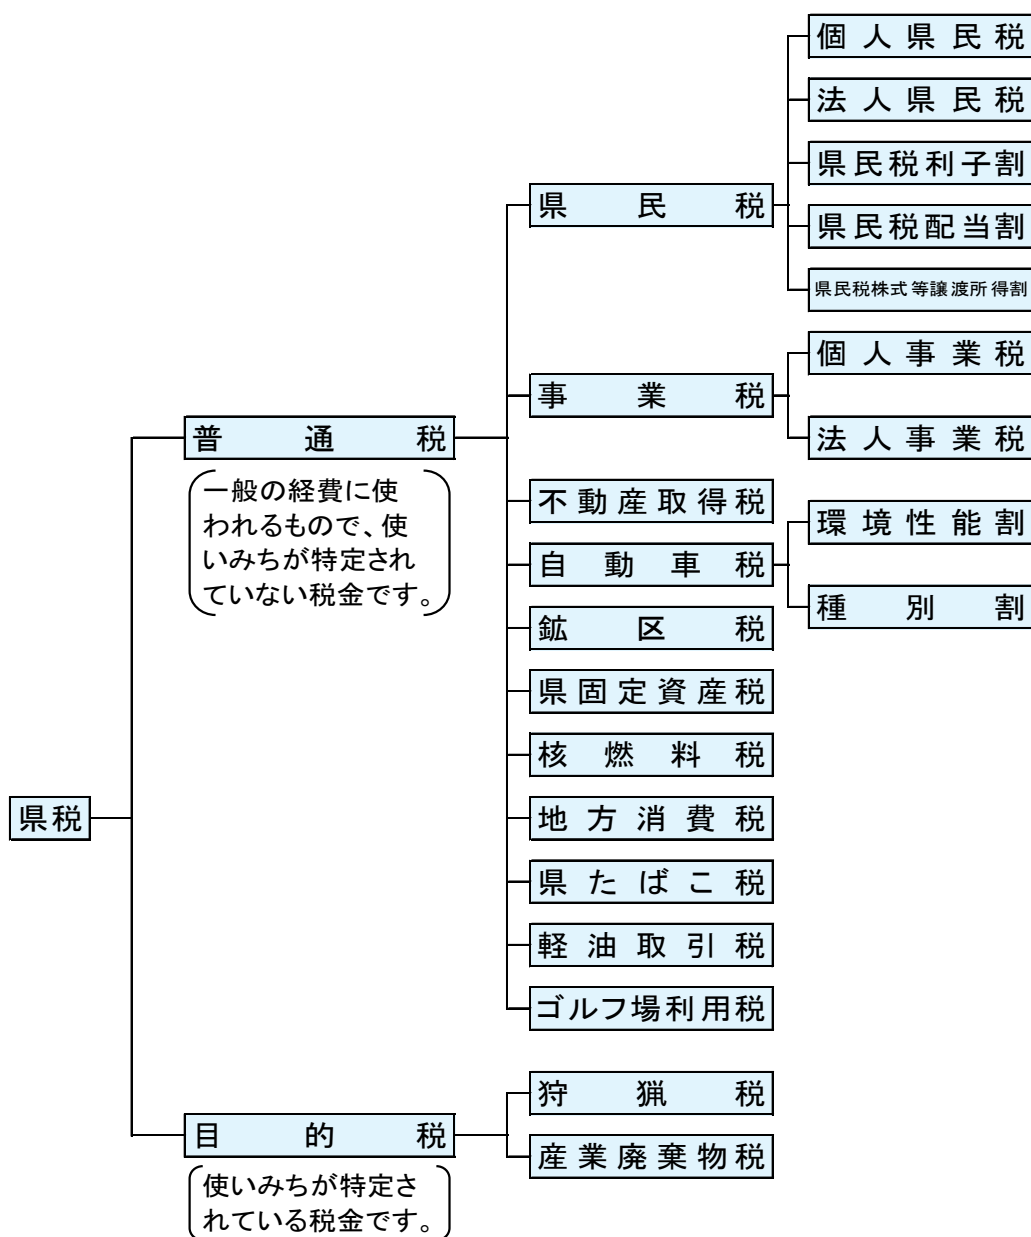 県税
普通税
一般の経費に使
われるもので、使
いみちが特定され
ていない税金です。
県民税
個人県民税
法人県民税
県民税利子割
県民税配当割
県民税株式等譲渡所得割
事業税
個人事業税
法人事業税
不動産取得税
自動車税
環境性能割
種別割
鉱区税
県固定資産税
核燃料税
地方消費税
県たばこ税
軽油取引税
ゴルフ場利用税
目的税
使いみちが特定さ
れている税金です。
狩猟税
産業廃棄物税